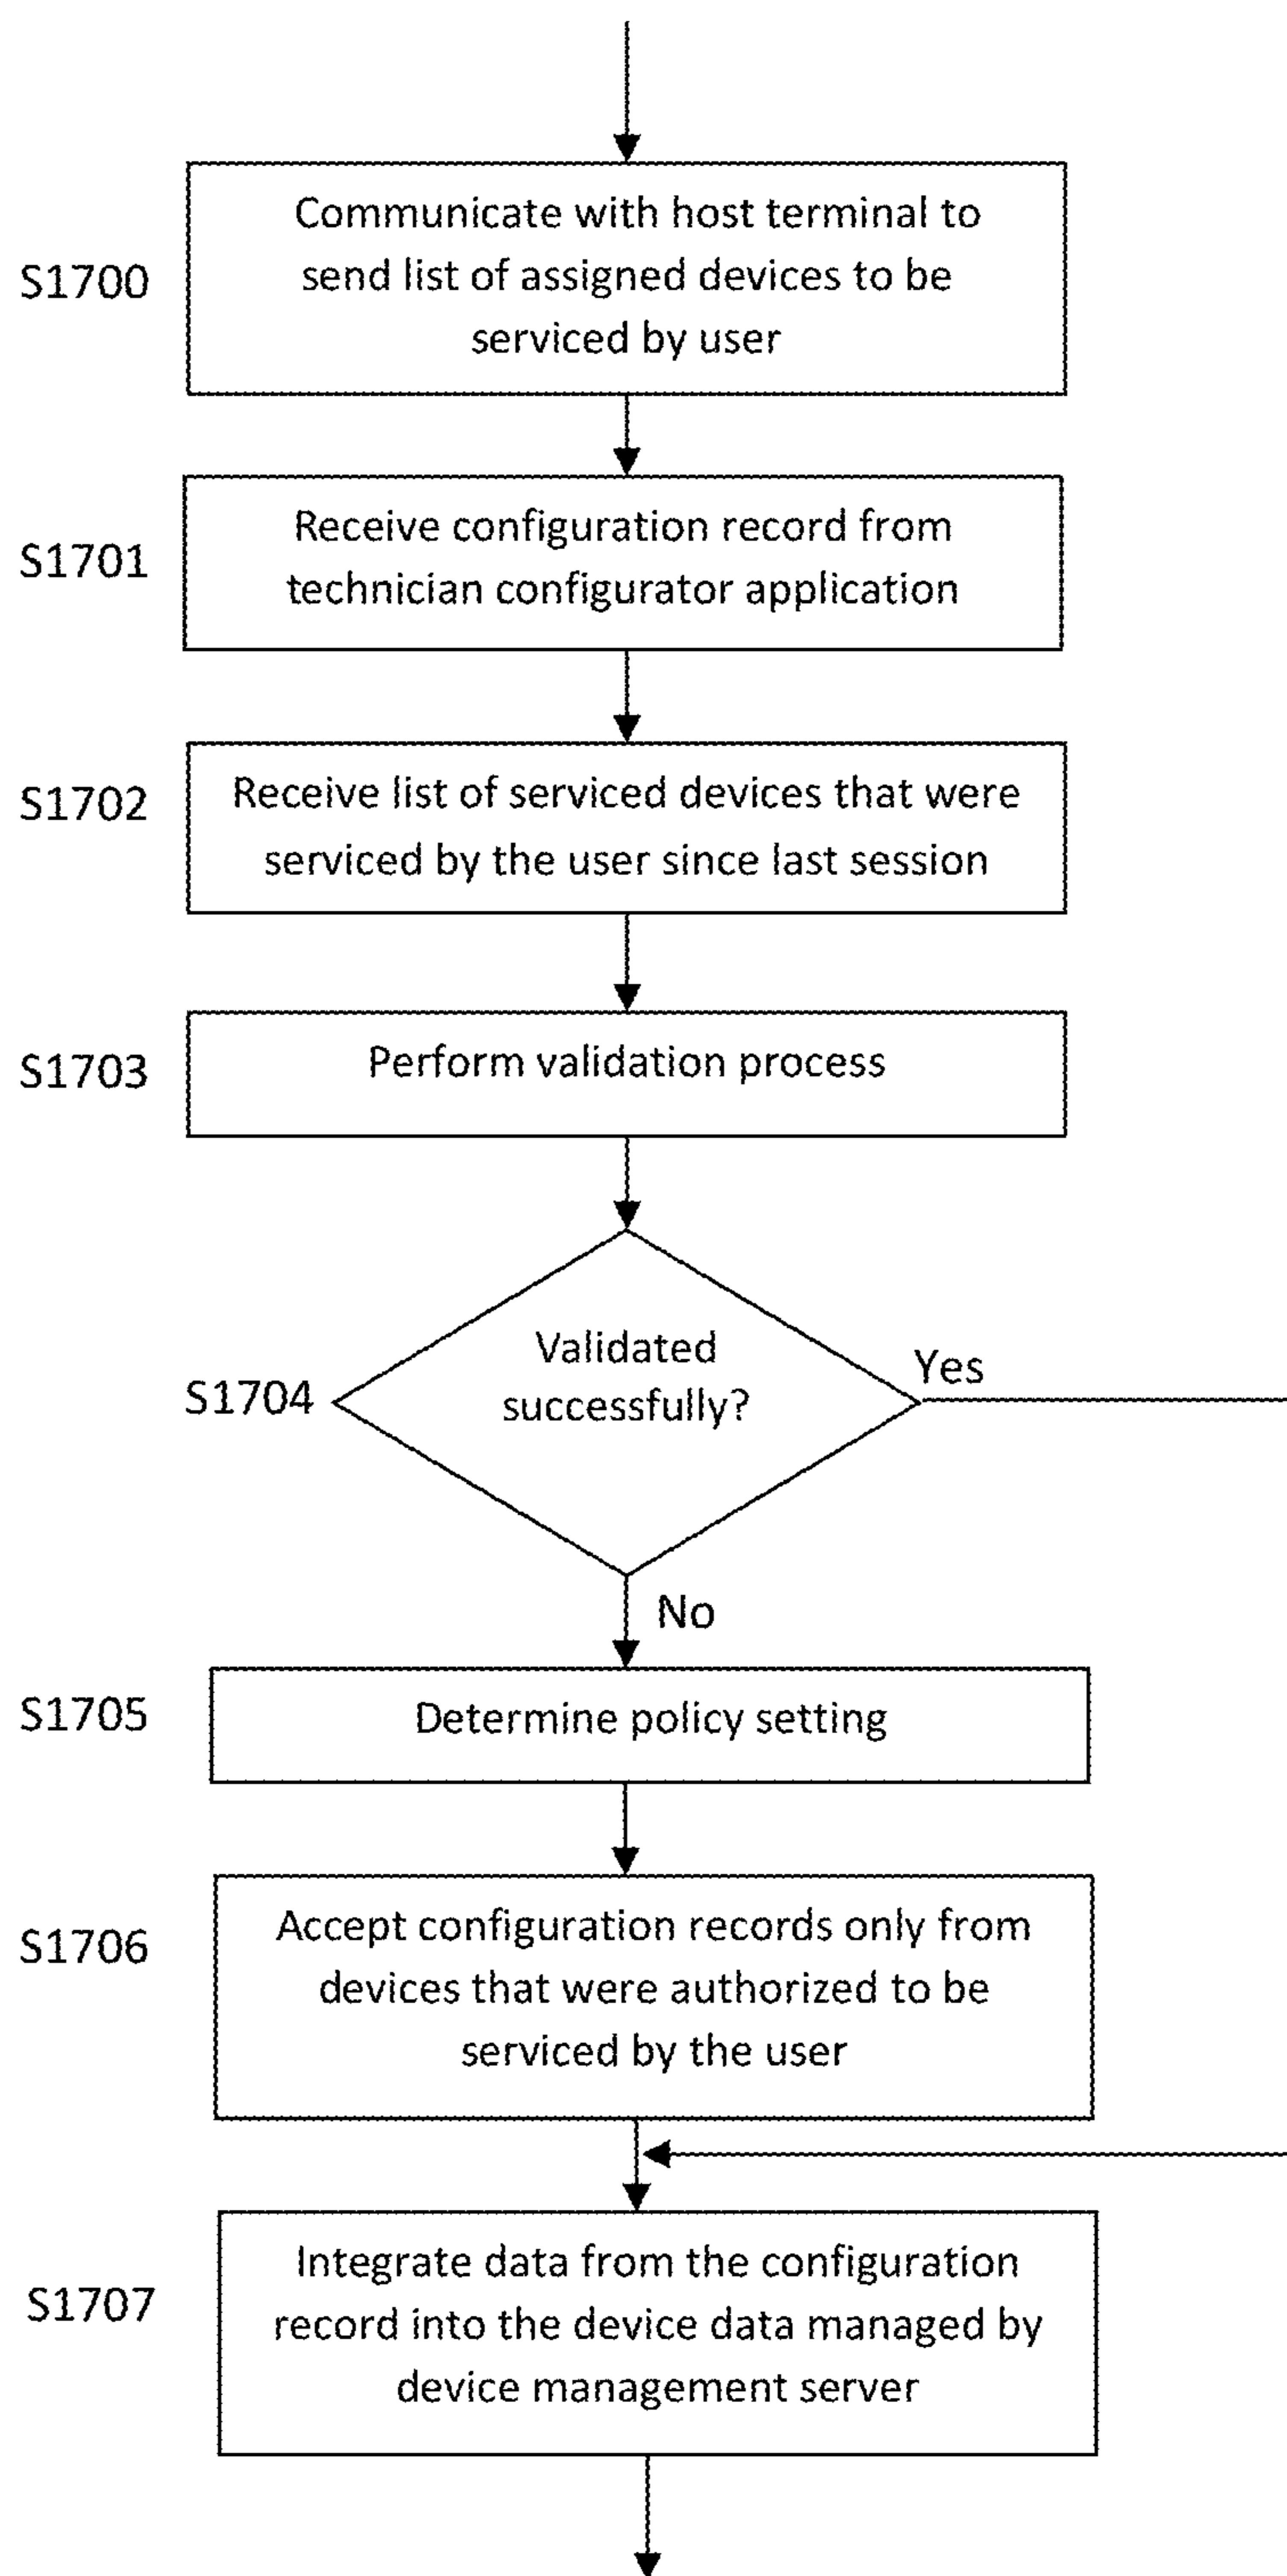 Communicate with host terminal to
S1700
send list of assigned devices to be
serviced by user
Receive configuration record from
S1701
technician configurator application
Receive list of serviced devices that were
S1702
serviced by the user since last session
S1703
Perform validation process
Validated
Yes
S1704
successfully?
No
S1705
Determine policy setting
Accept configuration records only from
S1706
devices that were authorized to be
serviced by the user
Integrate data from the configuration
S1707
record into the device data managed by
device management server